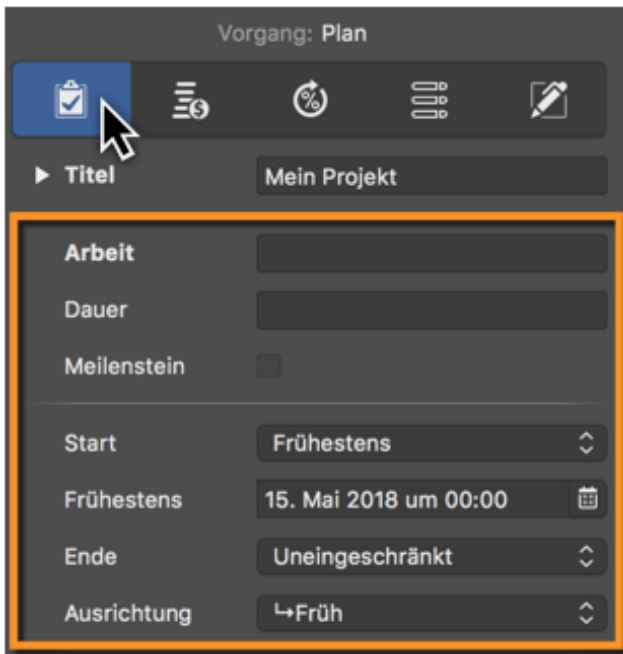 Vorgang: Plan
Titel Mein Projekt
Arbeit
Dauer
Meilenstein
Start Frühestens
Frühestens 15. Mai 2018 um 00:00
Ende Uneingeschränkt
Ausrichtung ↳Früh